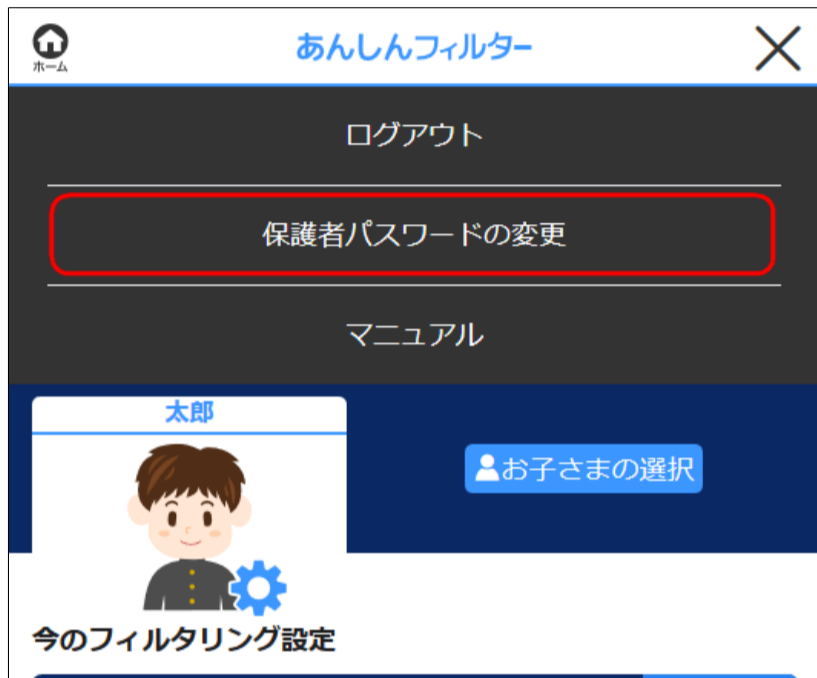 あんしんフィルター
ホーム
ログアウト
保護者パスワードの変更
マニュアル
太郎
お子さまの選択
今のフィルタリング設定